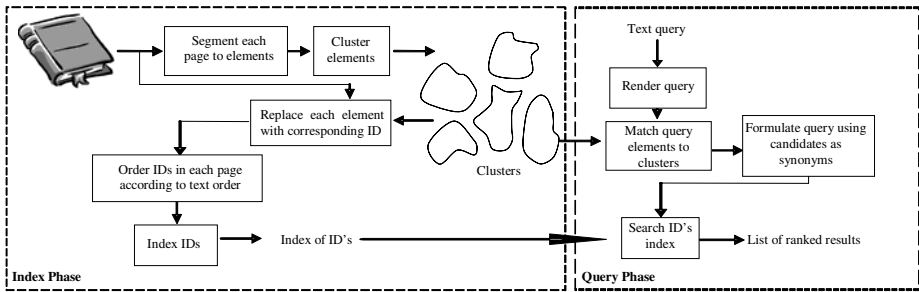 Segment each
page to elements
Cluster
elements
Replace each element
with corresponding ID
Order IDs in each page
according to text order
Index IDs
Index of ID's
Clusters
Index Phase
Text query
Render query
Match query
elements to
clusters
Formulate query using
candidates as
synonyms
Search ID's
index
List of ranked results
Query Phase